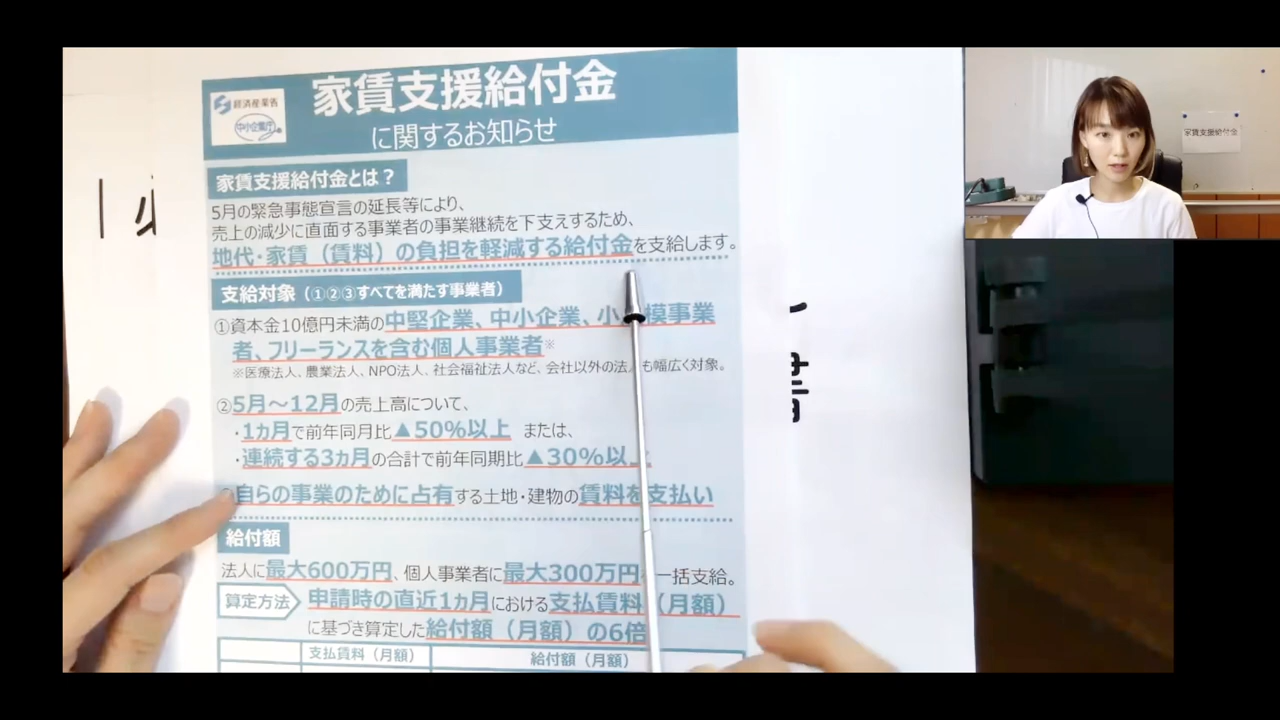 経済産業省
中小企業庁
家賃支援給付金
に関するお知らせ
家賃支援給付金とは？
5月の緊急事態宣言の延長等により、
売上の減少に直面する事業者の事業継続を下支えするため、
地代・家賃（賃料）の負担を軽減する給付金を支給します。
支給対象（①②③すべてを満たす事業者）
①資本金10億円未満の中堅企業、中小企業、小 模事業
者、フリーランスを含む個人事業者※
※医療法人、農業法人、NPO法人、社会福祉法人など、会社以外の法 も幅広く対象。
②5月～12月の売上高について、
・1カ月で前年同月比▲50%以上 または、
・連続する3カ月の合計で前年同期比▲30%以上
自らの事業のために占有する土地・建物の賃料を支払い
給付額
法人に最大600万円、個人事業者に最大300万円 一括支給。
算定方法
申請時の直近1カ月における支払賃料（月額）
に基づき算定した給付額（月額）の6倍
支払賃料（月額）
給付額（月額）
家賃支援給付金